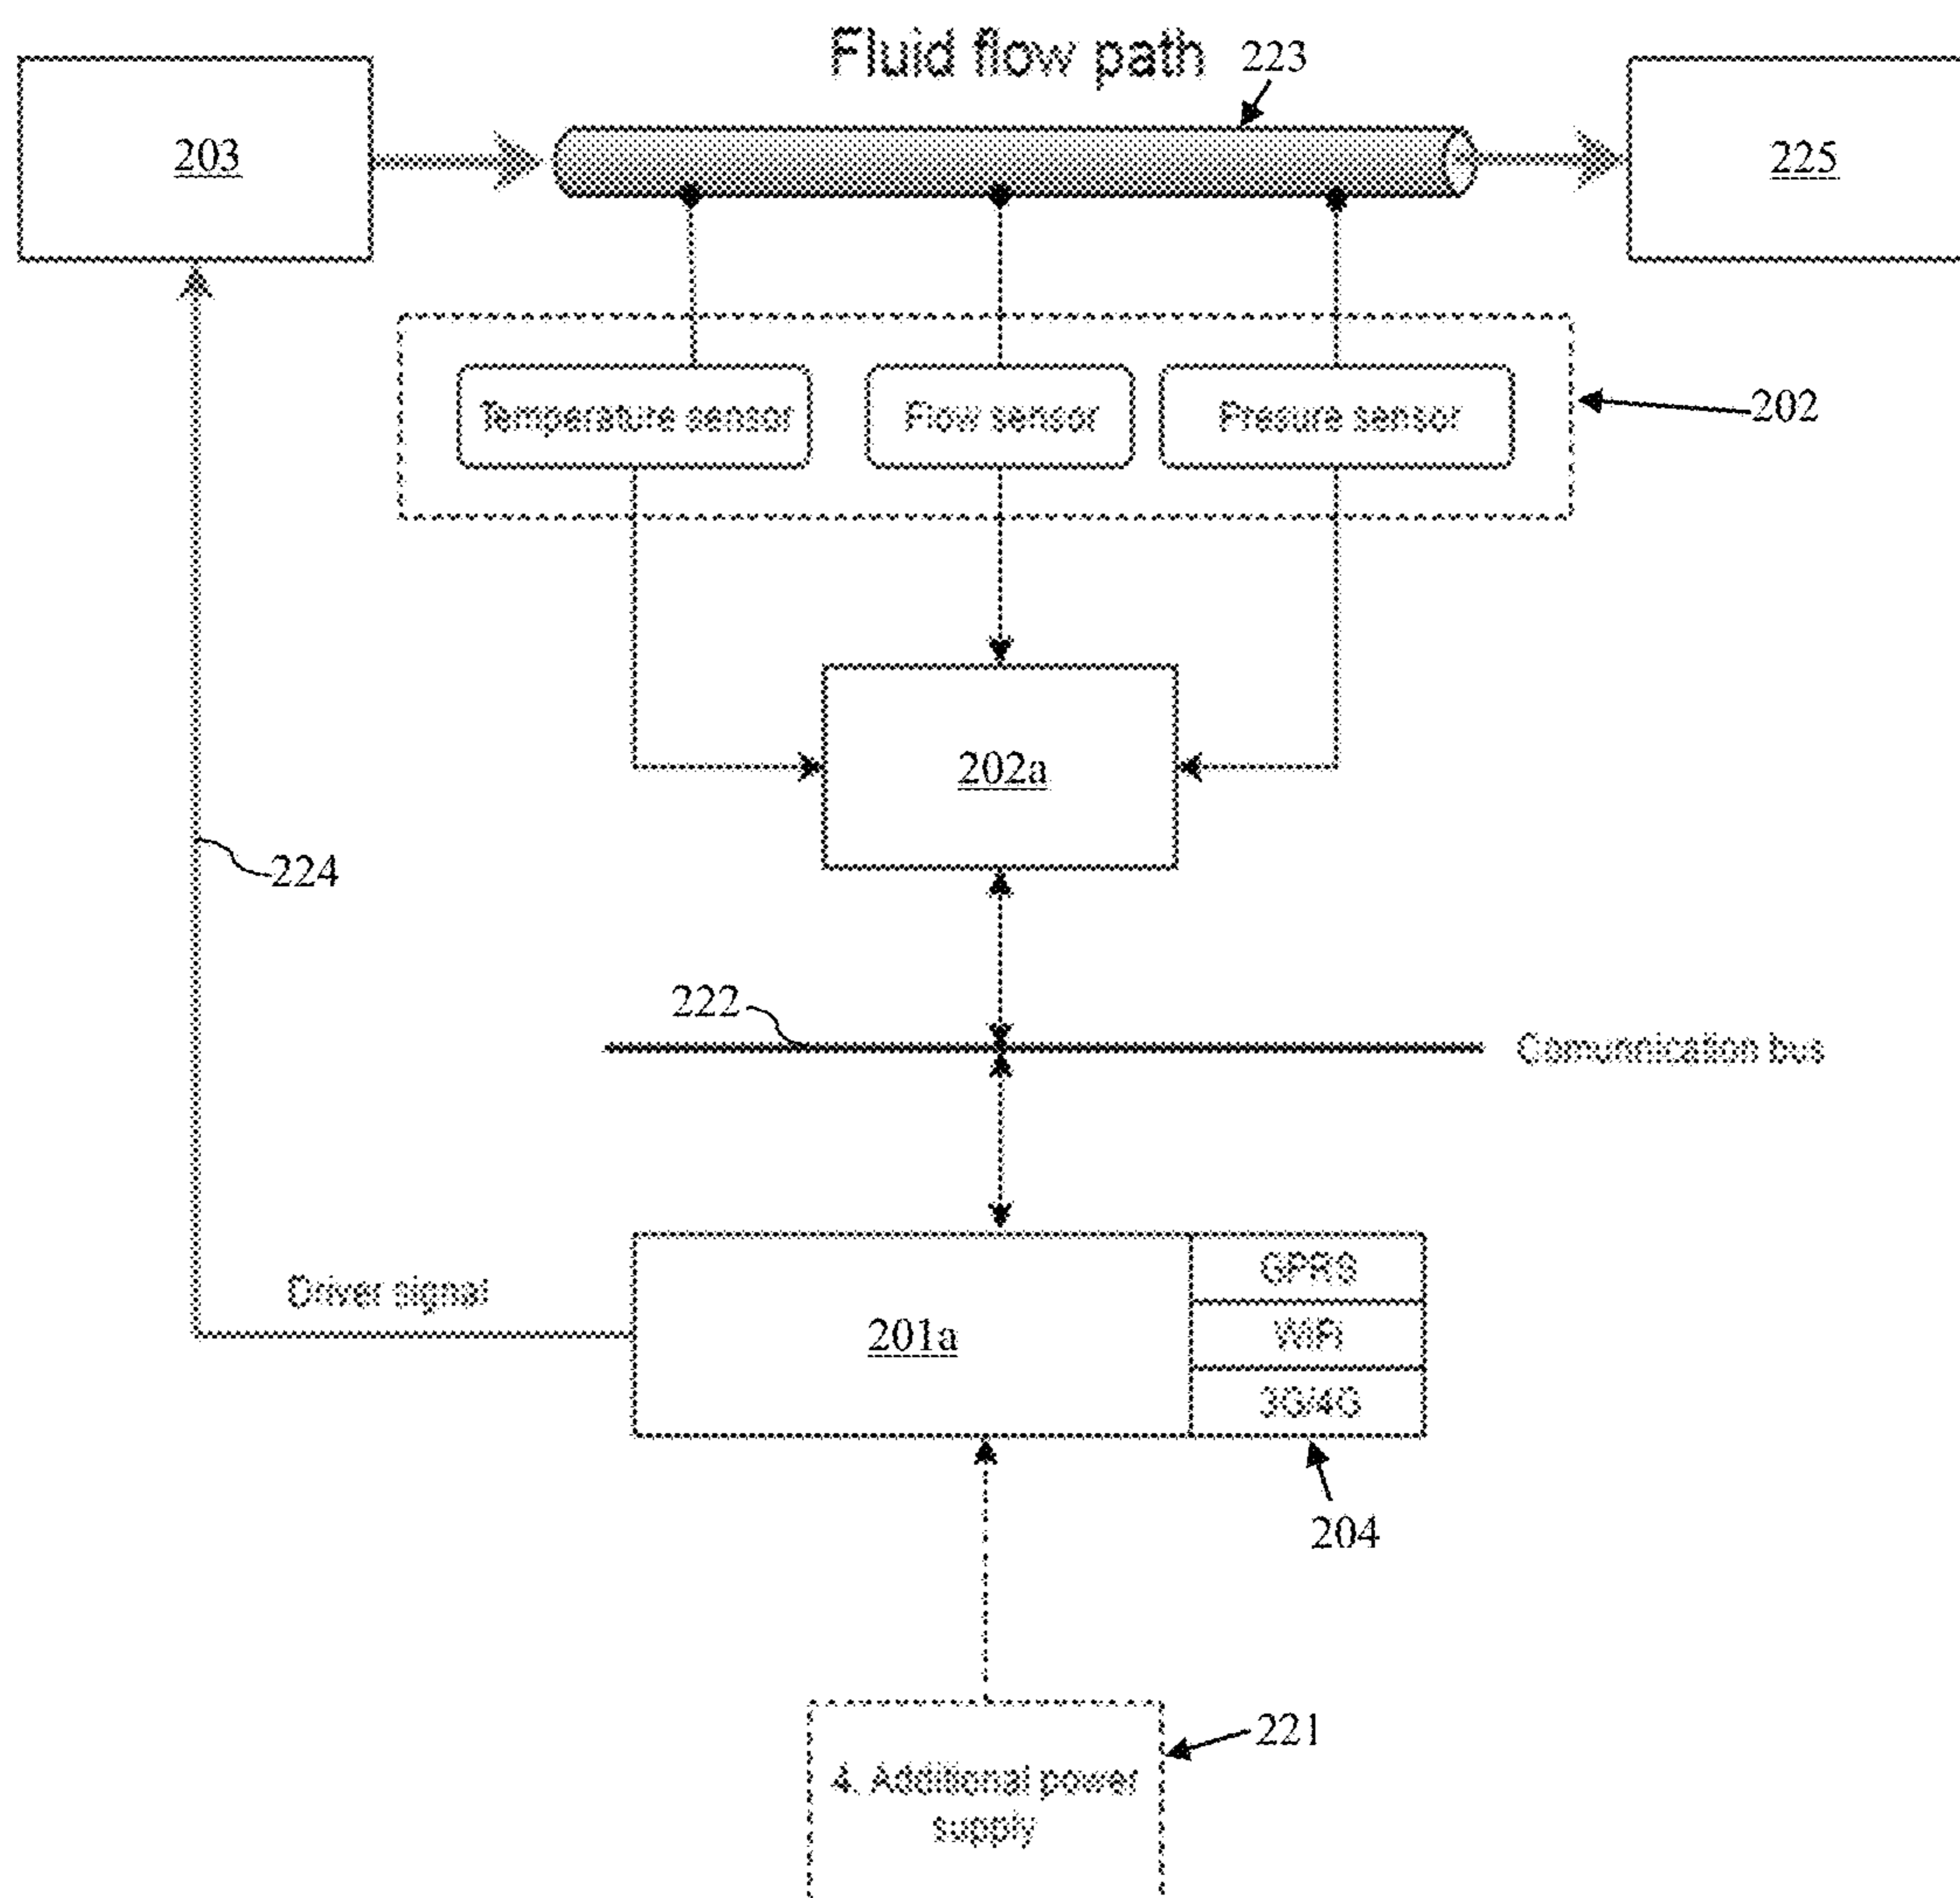 Fluid flow path
223
203
225
Temperature sensor
Flow sensor
Presure sensor
202
202a
224
222
Comunnication bus
Driver signal
201a
GPRS
WiFi
3G/4G
204
221
4. Additional power
supply